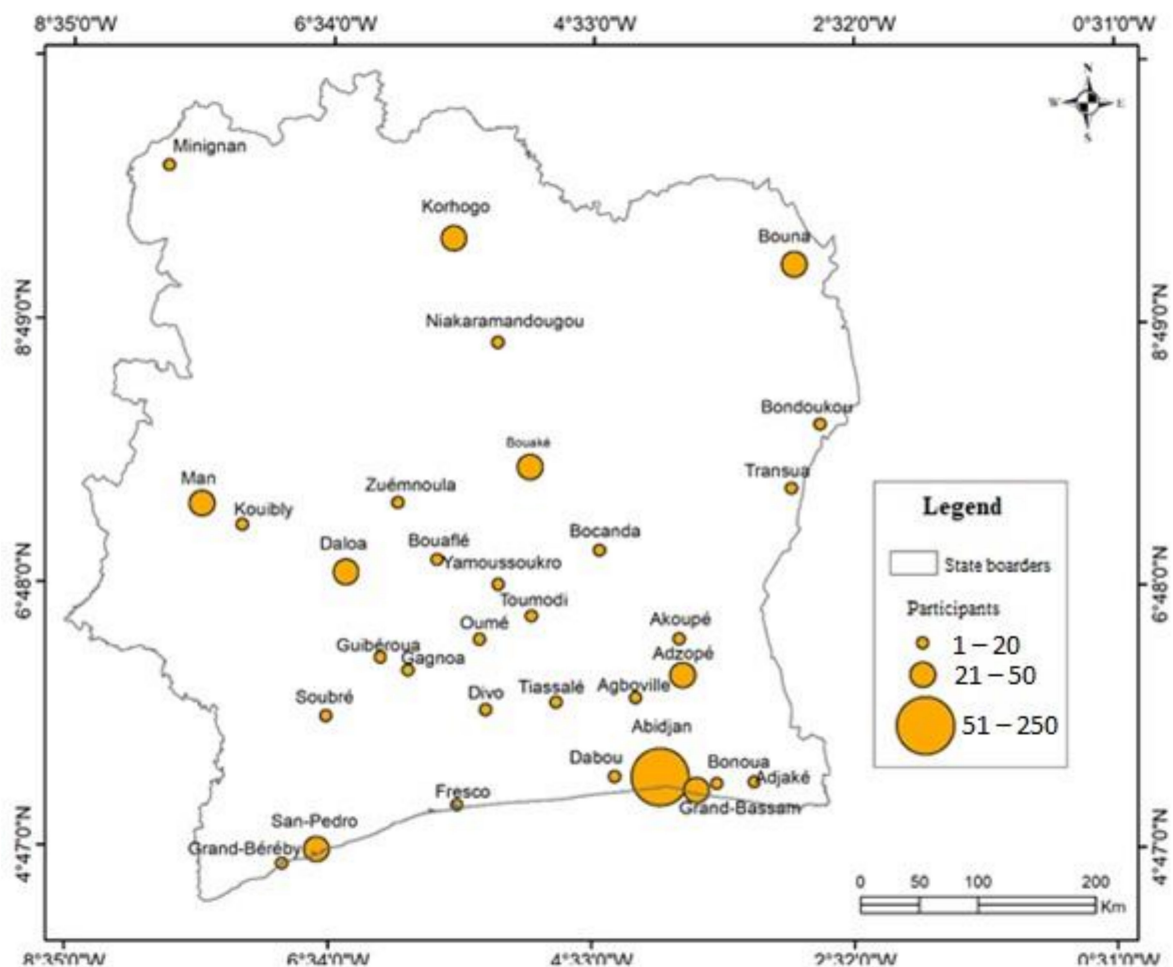 8°35'0"W 6°34'0"W 4°33'0"W 2°32'0"W 0°31'0"W
N
W E
S
Minignan
Korhogo
Bouna
8°49'0"N
8°49'0"N
Niakaramandougou
Bondoukou
Bouaké
Transua
Man
Zuémnoula
Kouibly
Legend
Bocanda
Daloa
Bouaflé
State boarders
Yamoussoukro
6°48'0"N
6°48'0"N
Toumodi
Participants
Oumé
Akoupé
1 – 20
Guibéroua
Gagnoa
Adzopé
21 – 50
Soubré
Divo
Tiassalé
Agboville
51 – 250
Abidjan
Dabou
Bonoua
Adjaké
Fresco
Grand-Bassam
San-Pedro
Grand-Béréby
4°47'0"N
4°47'0"N
0 50 100 200
Km
8°35'0"W 6°34'0"W 4°33'0"W 2°32'0"W 0°31'0"W